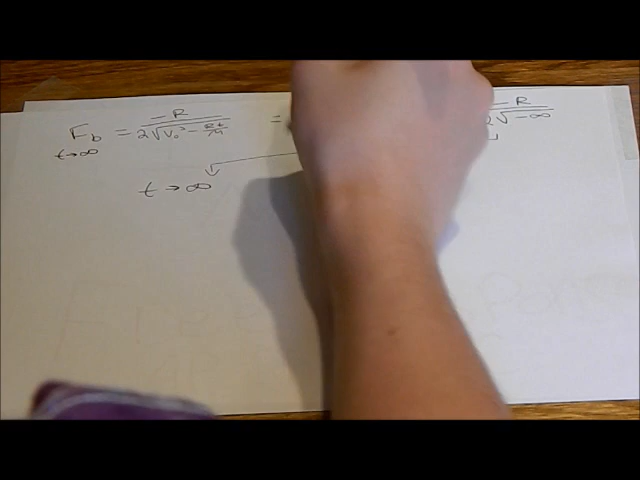 F_b = -R / 2√V₀² - Rt/m = -R / 2√-∞
t→∞
t→∞